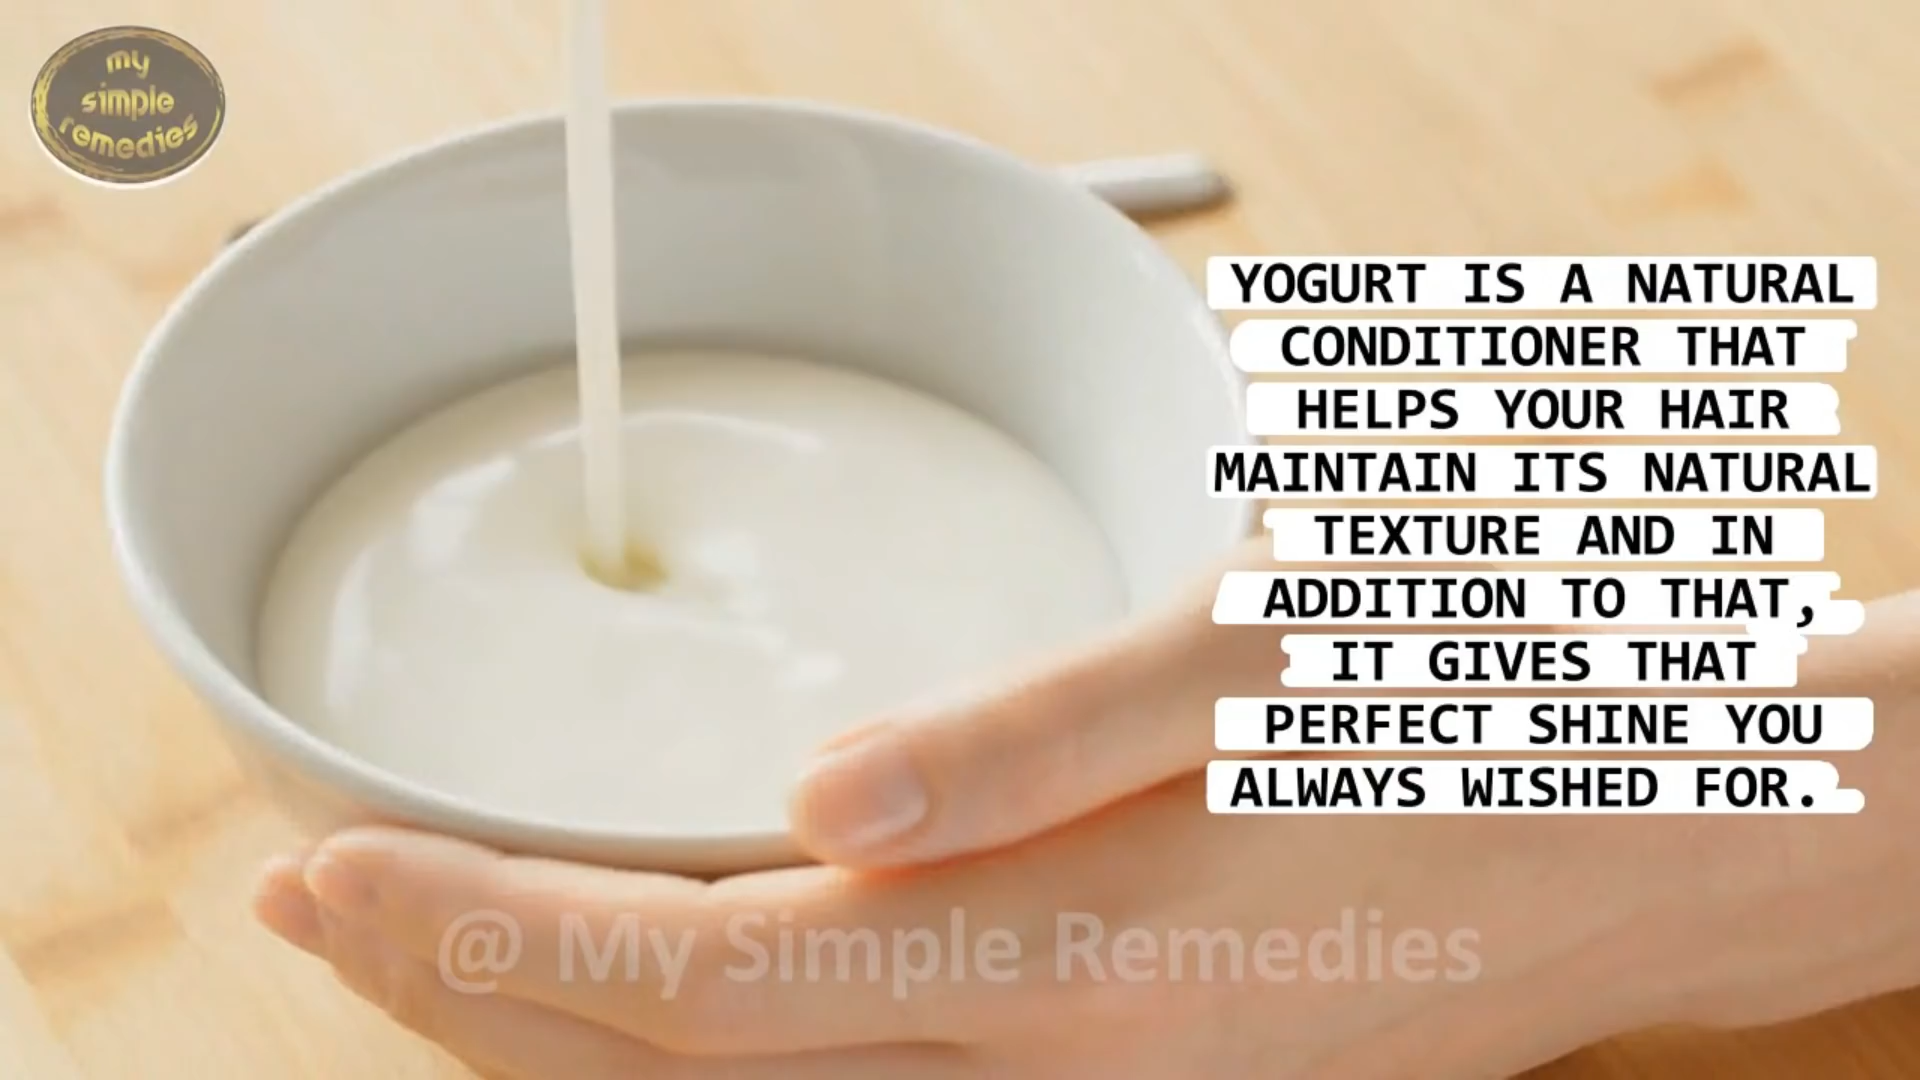 my
simple
remedies
YOGURT IS A NATURAL
CONDITIONER THAT
HELPS YOUR HAIR
MAINTAIN ITS NATURAL
TEXTURE AND IN
ADDITION TO THAT,
IT GIVES THAT
PERFECT SHINE YOU
ALWAYS WISHED FOR.
@ My Simple Remedies